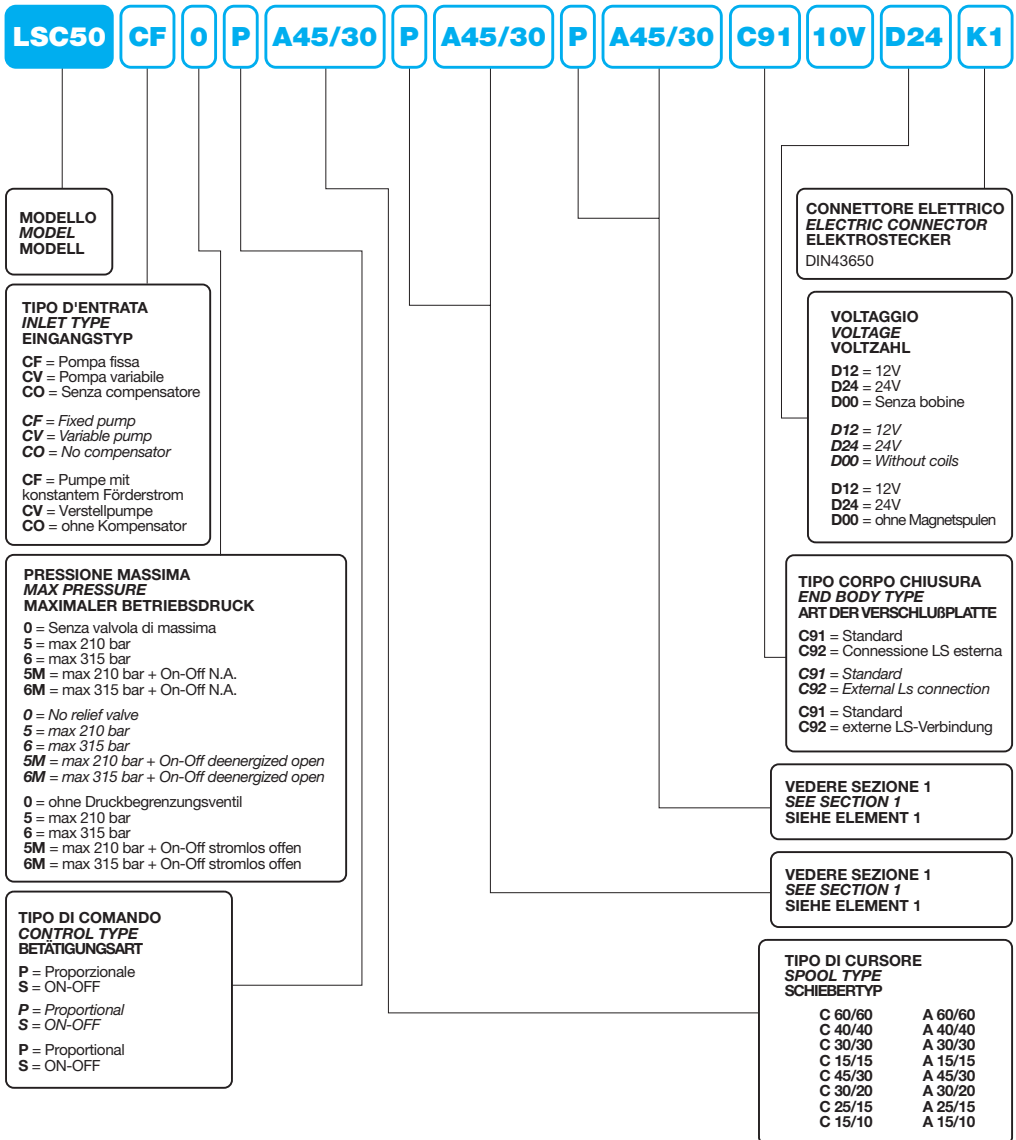 LSC50 CF 0 P A45/30 P A45/30 P A45/30 C91 10V D24 K1
MODELLO
MODEL
MODELL
TIPO D'ENTRATA
INLET TYPE
EINGANGSTYP
CF = Pompa fissa
CV = Pompa variabile
CO = Senza compensatore
CF = Fixed pump
CV = Variable pump
CO = No compensator
CF = Pumpe mit
konstantem Förderstrom
CV = Verstellpumpe
CO = ohne Kompensator
PRESSIONE MASSIMA
MAX PRESSURE
MAXIMALER BETRIEBSDRUCK
0 = Senza valvola di massima
5 = max 210 bar
6 = max 315 bar
5M = max 210 bar + On-Off N.A.
6M = max 315 bar + On-Off N.A.
0 = No relief valve
5 = max 210 bar
6 = max 315 bar
5M = max 210 bar + On-Off deenergized open
6M = max 315 bar + On-Off deenergized open
0 = ohne Druckbegrenzungsventil
5 = max 210 bar
6 = max 315 bar
5M = max 210 bar + On-Off stromlos offen
6M = max 315 bar + On-Off stromlos offen
TIPO DI COMANDO
CONTROL TYPE
BETÄTIGUNGSART
P = Proporzionale
S = ON-OFF
P = Proportional
S = ON-OFF
P = Proportional
S = ON-OFF
CONNETTORE ELETTRICO
ELECTRIC CONNECTOR
ELEKTROSTECKER
DIN43650
VOLTAGGIO
VOLTAGE
VOLTZAHL
D12 = 12V
D24 = 24V
D00 = Senza bobine
D12 = 12V
D24 = 24V
D00 = Without coils
D12 = 12V
D24 = 24V
D00 = ohne Magnetspulen
TIPO CORPO CHIUSURA
END BODY TYPE
ART DER VERSCHLUßPLATTE
C91 = Standard
C92 = Connessione LS esterna
C91 = Standard
C92 = External Ls connection
C91 = Standard
C92 = externe LS-Verbindung
VEDERE SEZIONE 1
SEE SECTION 1
SIEHE ELEMENT 1
VEDERE SEZIONE 1
SEE SECTION 1
SIEHE ELEMENT 1
TIPO DI CURSORE
SPOOL TYPE
SCHIEBERTYP
C 60/60 A 60/60
C 40/40 A 40/40
C 30/30 A 30/30
C 15/15 A 15/15
C 45/30 A 45/30
C 30/20 A 30/20
C 25/15 A 25/15
C 15/10 A 15/10